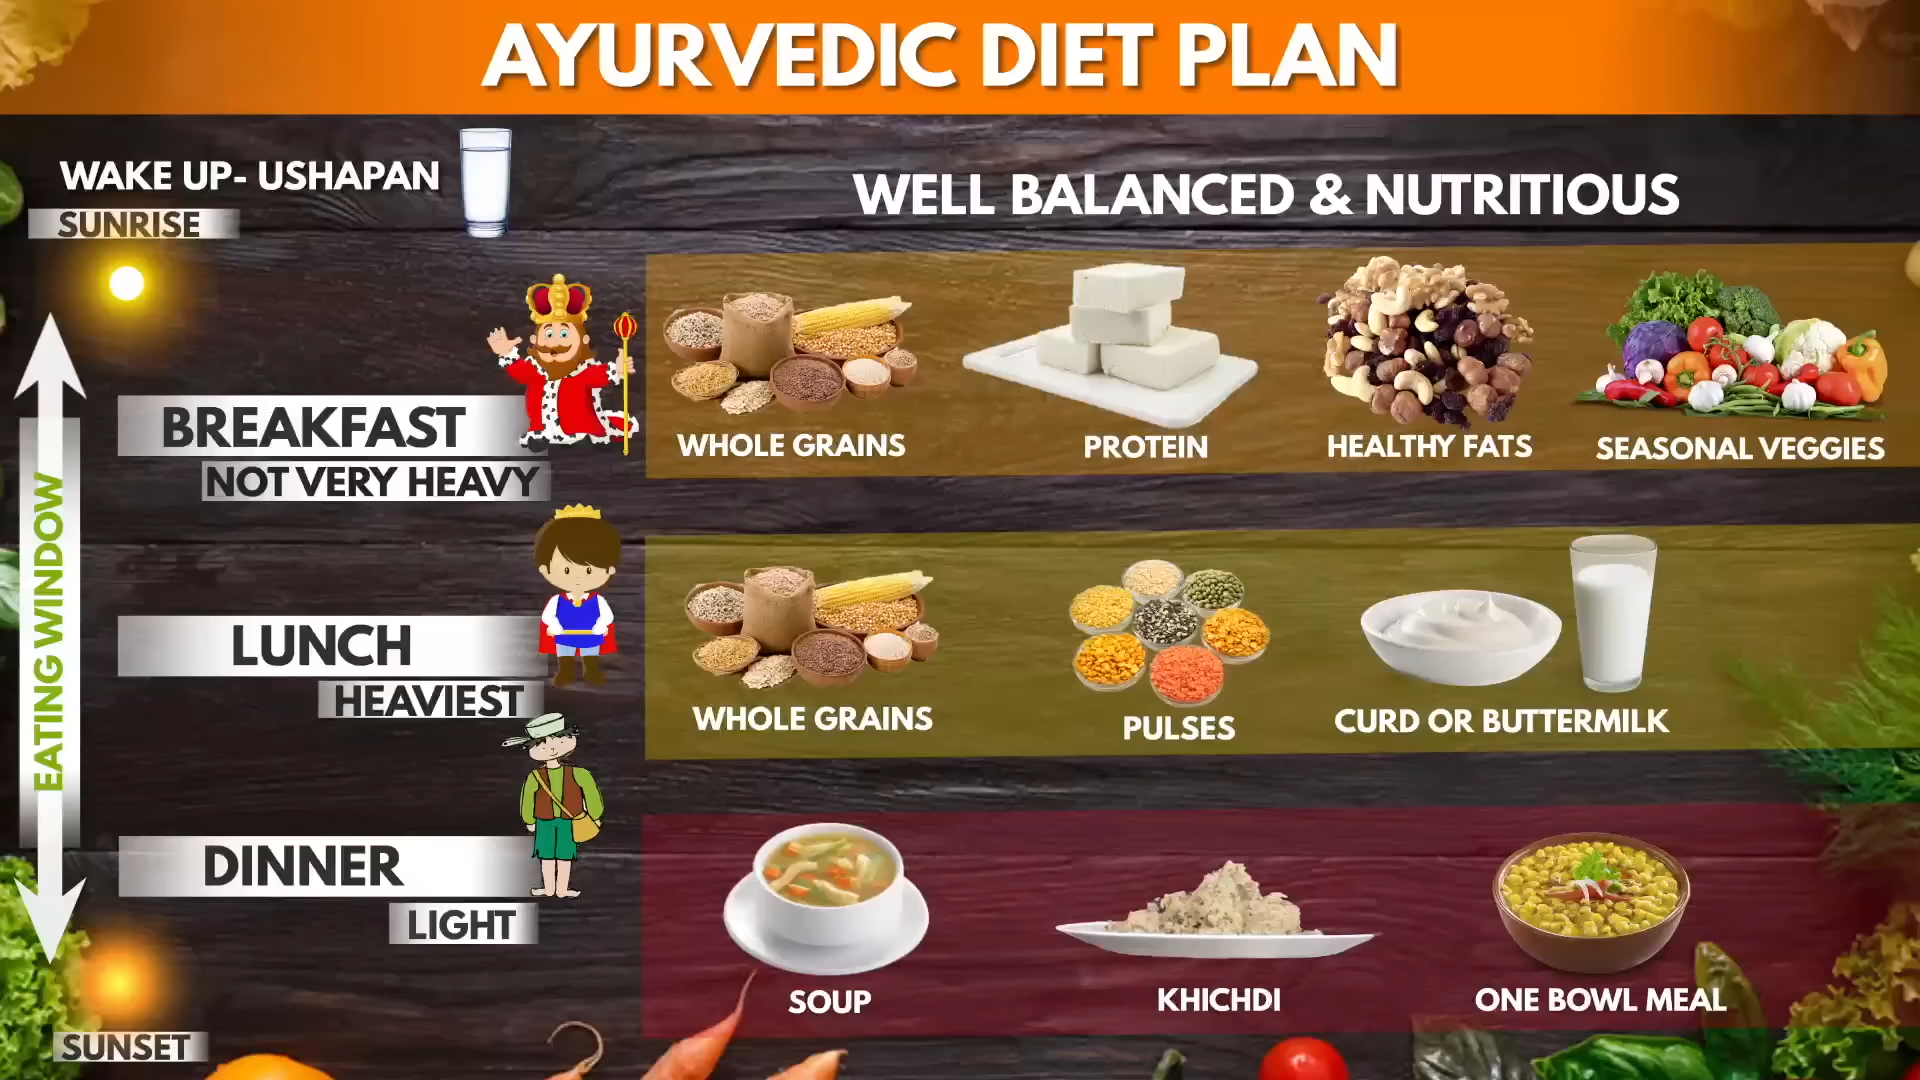 AYURVEDIC DIET PLAN
WAKE UP- USHAPAN
SUNRISE
WELL BALANCED & NUTRITIOUS
EATING WINDOW
BREAKFAST
NOT VERY HEAVY
WHOLE GRAINS
PROTEIN
HEALTHY FATS
SEASONAL VEGGIES
LUNCH
HEAVIEST
WHOLE GRAINS
PULSES
CURD OR BUTTERMILK
DINNER
LIGHT
SOUP
KHICHDI
ONE BOWL MEAL
SUNSET